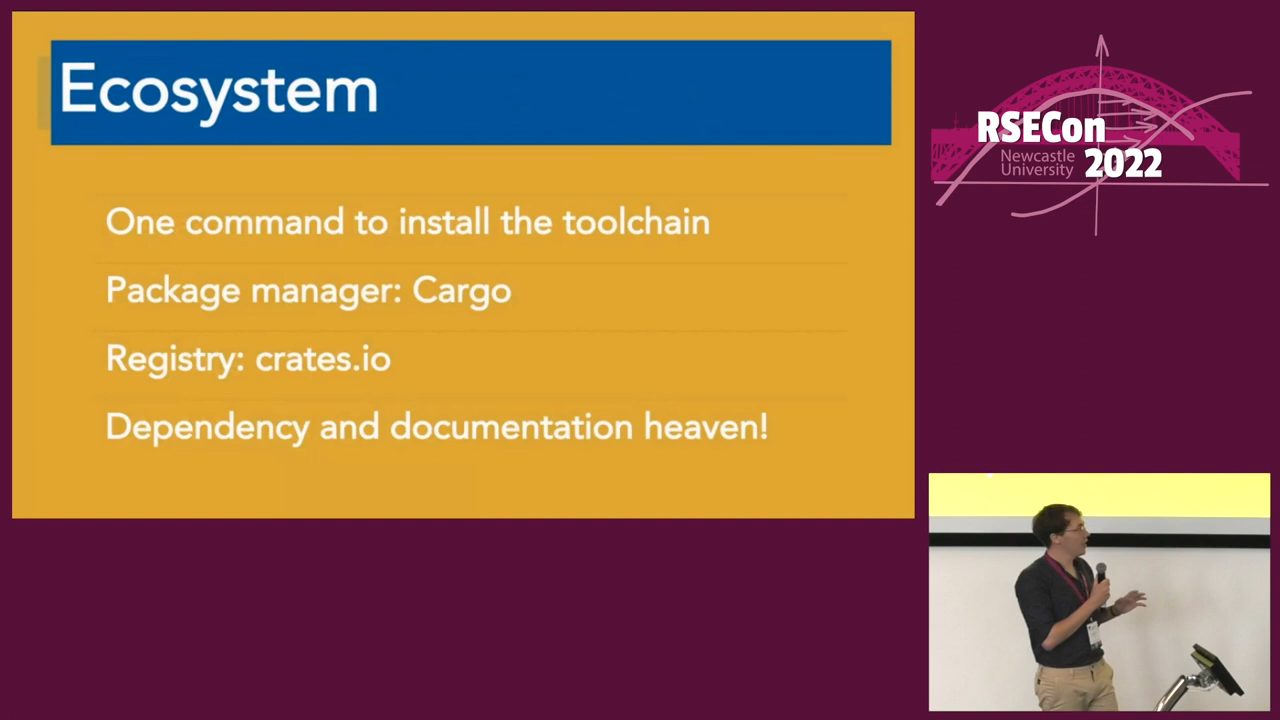 Ecosystem
One command to install the toolchain
Package manager: Cargo
Registry: crates.io
Dependency and documentation heaven!
RSECon
Newcastle
University
2022